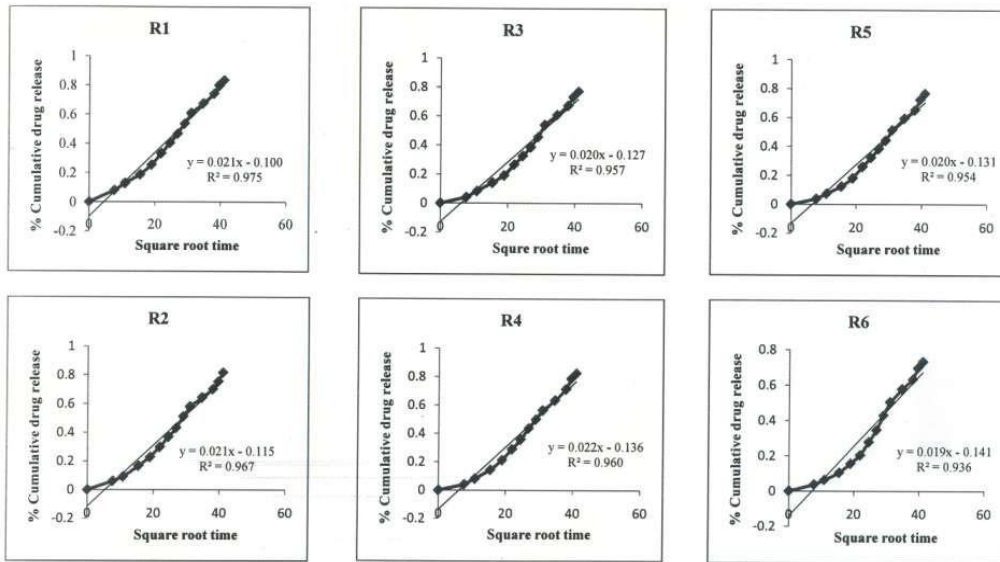 R1
% Cumulative drug release
1
0.8
0.6
0.4
0.2
0
-0.2
0
20
40
60
y = 0.021x - 0.100
R² = 0.975
Square root time
R3
% Cumulative drug release
1
0.8
0.6
0.4
0.2
0
-0.2
0
20
40
60
y = 0.020x - 0.127
R² = 0.957
Squre root time
R5
% Cumulative drug release
1
0.8
0.6
0.4
0.2
0
-0.2
0
20
40
60
y = 0.020x - 0.131
R² = 0.954
Square root time
R2
% Cumulative drug release
1
0.8
0.6
0.4
0.2
0
-0.2
0
20
40
60
y = 0.021x - 0.115
R² = 0.967
Square root time
R4
% Cumulative drug release
1
0.8
0.6
0.4
0.2
0
-0.2
0
20
40
60
y = 0.022x - 0.136
R² = 0.960
Square root time
R6
% Cumulative drug release
0.8
0.6
0.4
0.2
0
-0.2
0
20
40
60
y = 0.019x - 0.141
R² = 0.936
Square root time